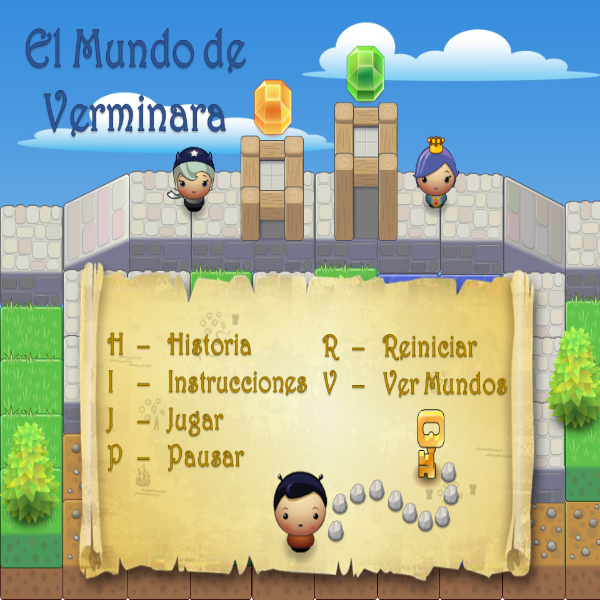 El Mundo de
Verminara
H – Historia
I – Instrucciones
J – Jugar
P – Pausar
R – Reiniciar
V – Ver Mundos